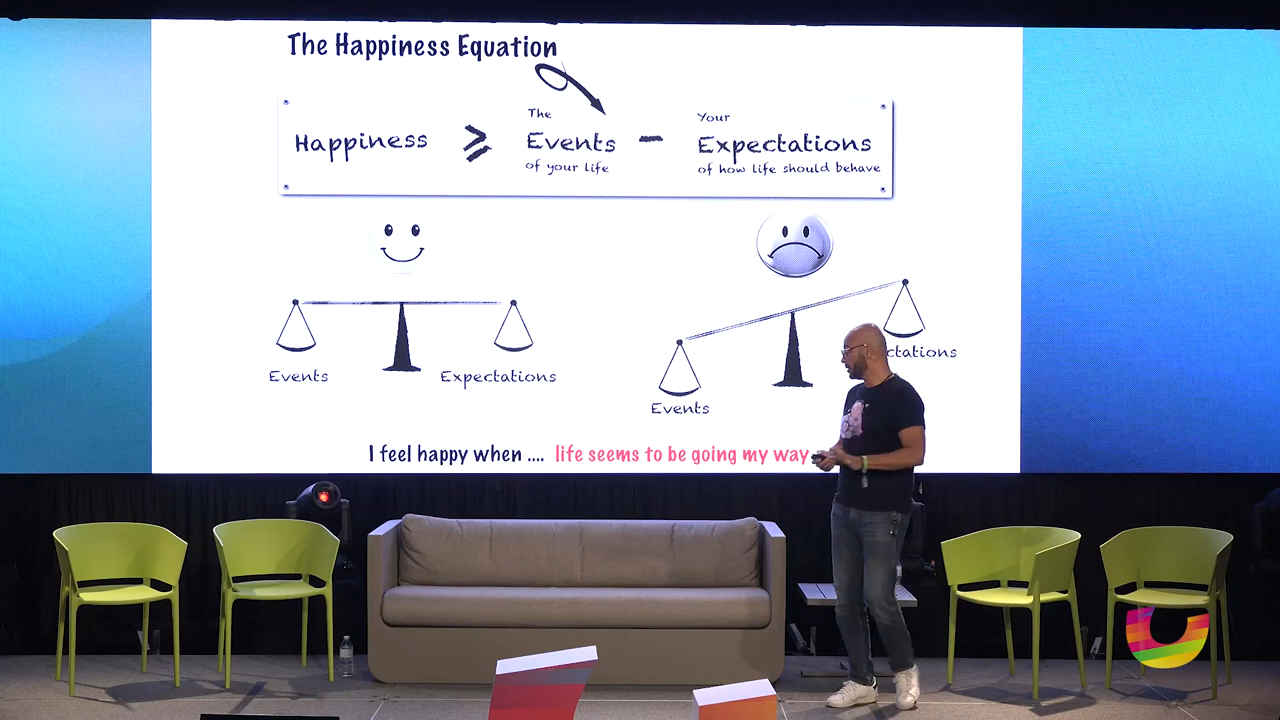 The Happiness Equation
Happiness ≥ The Events of your life – Your Expectations of how life should behave
Events
Expectations
Events
ctations
I feel happy when .... life seems to be going my way